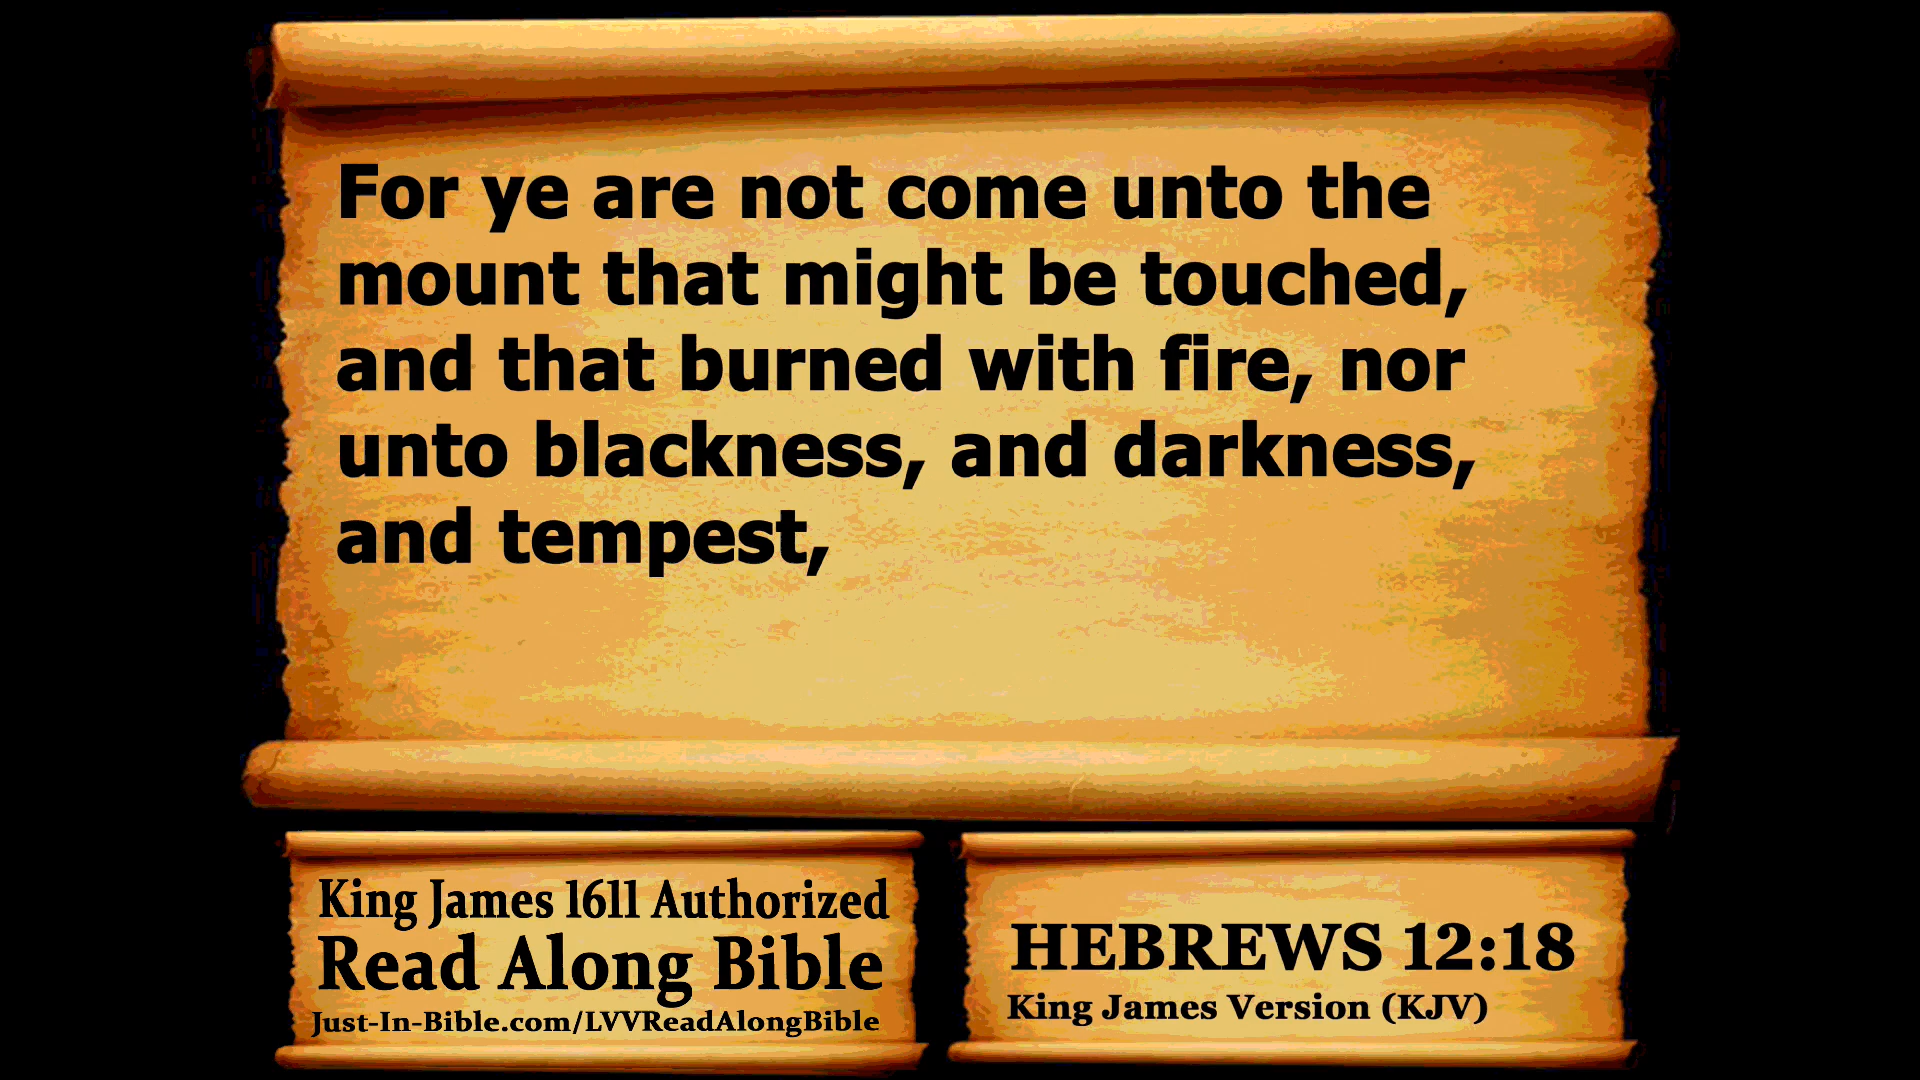 For ye are not come unto the
mount that might be touched,
and that burned with fire, nor
unto blackness, and darkness,
and tempest,
King James 1611 Authorized
Read Along Bible
Just-In-Bible.com/LVVReadAlongBible
HEBREWS 12:18
King James Version (KJV)